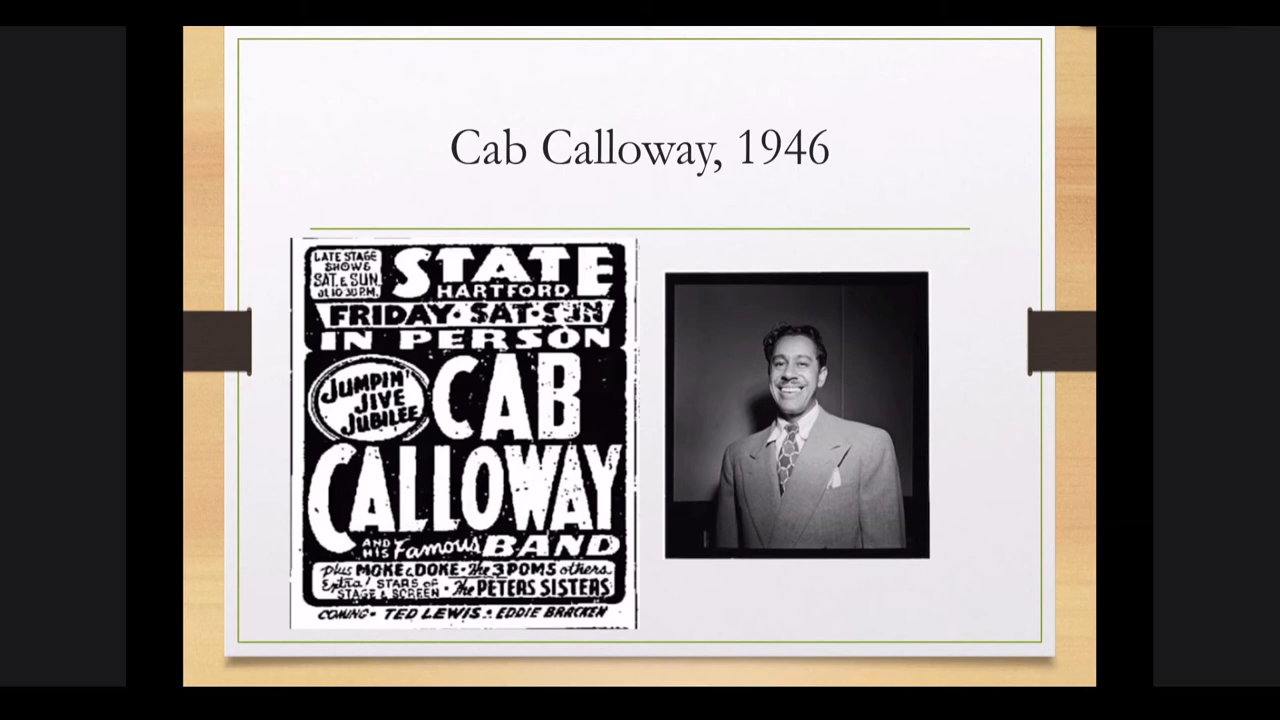 Cab Calloway, 1946
LATE STAGE
SHOWS
SAT. & SUN.
at 10:30 P.M.
STATE
HARTFORD
FRIDAY·SAT·SUN
IN PERSON
JUMPIN'
JIVE
JUBILEE
CAB
CALLOWAY
AND HIS Famous BAND
plus MOKE & POKE · The 3 POMS others
Extra! STARS OF STAGE & SCREEN · The PETERS SISTERS
COMING - TED LEWIS · EDDIE BRACKEN